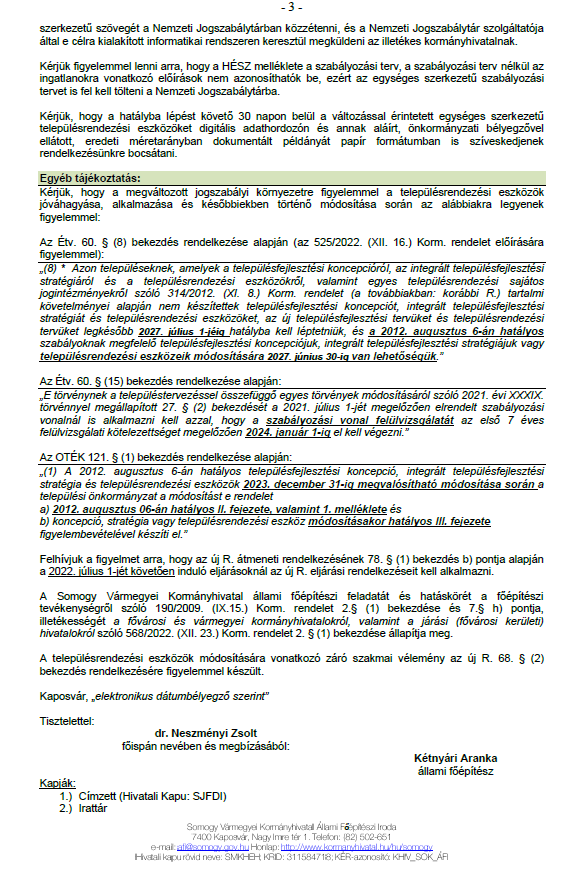 - 3 -
szerkezetű szövegét a Nemzeti Jogszabálytárban közzétenni, és a Nemzeti Jogszabálytár szolgáltatója
által e célra kialakított informatikai rendszeren keresztül megküldeni az illetékes kormányhivatalnak.
Kérjük figyelemmel lenni arra, hogy a HÉSZ melléklete a szabályozási terv, a szabályozási terv nélkül az
ingatlanokra vonatkozó előírások nem azonosíthatók be, ezért az egységes szerkezetű szabályozási
tervet is fel kell tölteni a Nemzeti Jogszabálytárba.
Kérjük, hogy a hatályba lépést követő 30 napon belül a változással érintetett egységes szerkezetű
településrendezési eszközöket digitális adathordozón és annak aláírt, önkormányzati bélyegzővel
ellátott, eredeti méretarányban dokumentált példányát papír formátumban is szíveskedjenek
rendelkezésünkre bocsátani.
Egyéb tájékoztatás:
Kérjük, hogy a megváltozott jogszabályi környezetre figyelemmel a településrendezési eszközök
jóváhagyása, alkalmazása és későbbiekben történő módosítása során az alábbiakra legyenek
figyelemmel:
Az Étv. 60. § (8) bekezdés rendelkezése alapján (az 525/2022. (XII. 16.) Korm. rendelet előírására
figyelemmel):
„(8) * Azon településeknek, amelyek a településfejlesztési koncepcióról, az integrált településfejlesztési
stratégiáról és a településrendezési eszközökről, valamint egyes településrendezési sajátos
jogintézményekről szóló 314/2012. (XI. 8.) Korm. rendelet (a továbbiakban: korábbi R.) tartalmi
követelményei alapján nem készítettek településfejlesztési koncepciót, integrált településfejlesztési
stratégiát és településrendezési eszközöket, az új településfejlesztési tervüket és településrendezési
tervüket legkésőbb 2027. július 1-jéig hatályba kell léptetniük, és a 2012. augusztus 6-án hatályos
szabályoknak megfelelő településfejlesztési koncepciójuk, integrált településfejlesztési stratégiájuk vagy
településrendezési eszközeik módosítására 2027. június 30-ig van lehetőségük.”
Az Étv. 60. § (15) bekezdés rendelkezése alapján:
„E törvénynek a településtervezéssel összefüggő egyes törvények módosításáról szóló 2021. évi XXXIX.
törvénnyel megállapított 27. § (2) bekezdését a 2021. július 1-jét megelőzően elrendelt szabályozási
vonalnál is alkalmazni kell azzal, hogy a szabályozási vonal felülvizsgálatát az első 7 éves
felülvizsgálati kötelezettséget megelőzően 2024. január 1-ig el kell végezni.”
Az OTÉK 121. § (1) bekezdés rendelkezése alapján:
„(1) A 2012. augusztus 6-án hatályos településfejlesztési koncepció, integrált településfejlesztési
stratégia és településrendezési eszközök 2023. december 31-ig megvalósítható módosítása során a
települési önkormányzat a módosítást e rendelet
a) 2012. augusztus 06-án hatályos II. fejezete, valamint 1. melléklete és
b) koncepció, stratégia vagy településrendezési eszköz módosításakor hatályos III. fejezete
figyelembevételével készíti el.”
Felhívjuk a figyelmet arra, hogy az új R. átmeneti rendelkezésének 78. § (1) bekezdés b) pontja alapján
a 2022. július 1-jét követően induló eljárásoknál az új R. eljárási rendelkezéseit kell alkalmazni.
A Somogy Vármegyei Kormányhivatal állami főépítészi feladatát és hatáskörét a főépítészi
tevékenységről szóló 190/2009. (IX.15.) Korm. rendelet 2.§ (1) bekezdése és 7.§ h) pontja,
illetékességét a fővárosi és vármegyei kormányhivatalokról, valamint a járási (fővárosi kerületi)
hivatalokról szóló 568/2022. (XII. 23.) Korm. rendelet 2. § (1) bekezdése állapítja meg.
A településrendezési eszközök módosítására vonatkozó záró szakmai vélemény az új R. 68. § (2)
bekezdés rendelkezésére figyelemmel készült.
Kaposvár, „elektronikus dátumbélyegző szerint”
Tisztelettel:
dr. Neszményi Zsolt
főispán nevében és megbízásából:
Kétnyári Aranka
állami főépítész
Kapják:
1.) Címzett (Hivatali Kapu: SJFDI)
2.) Irattár
Somogy Vármegyei Kormányhivatal Állami Főépítészi Iroda
7400 Kaposvár, Nagy Imre tér 1. Telefon: (82) 502-651
e-mail: afi@somogy.gov.hu Honlap: http://www.kormanyhivatal.hu/hu/somogy
Hivatali kapu rövid neve: SMKHEH; KRID: 311584718; KÉR-azonosító: KHIV_SOK_ÁFI